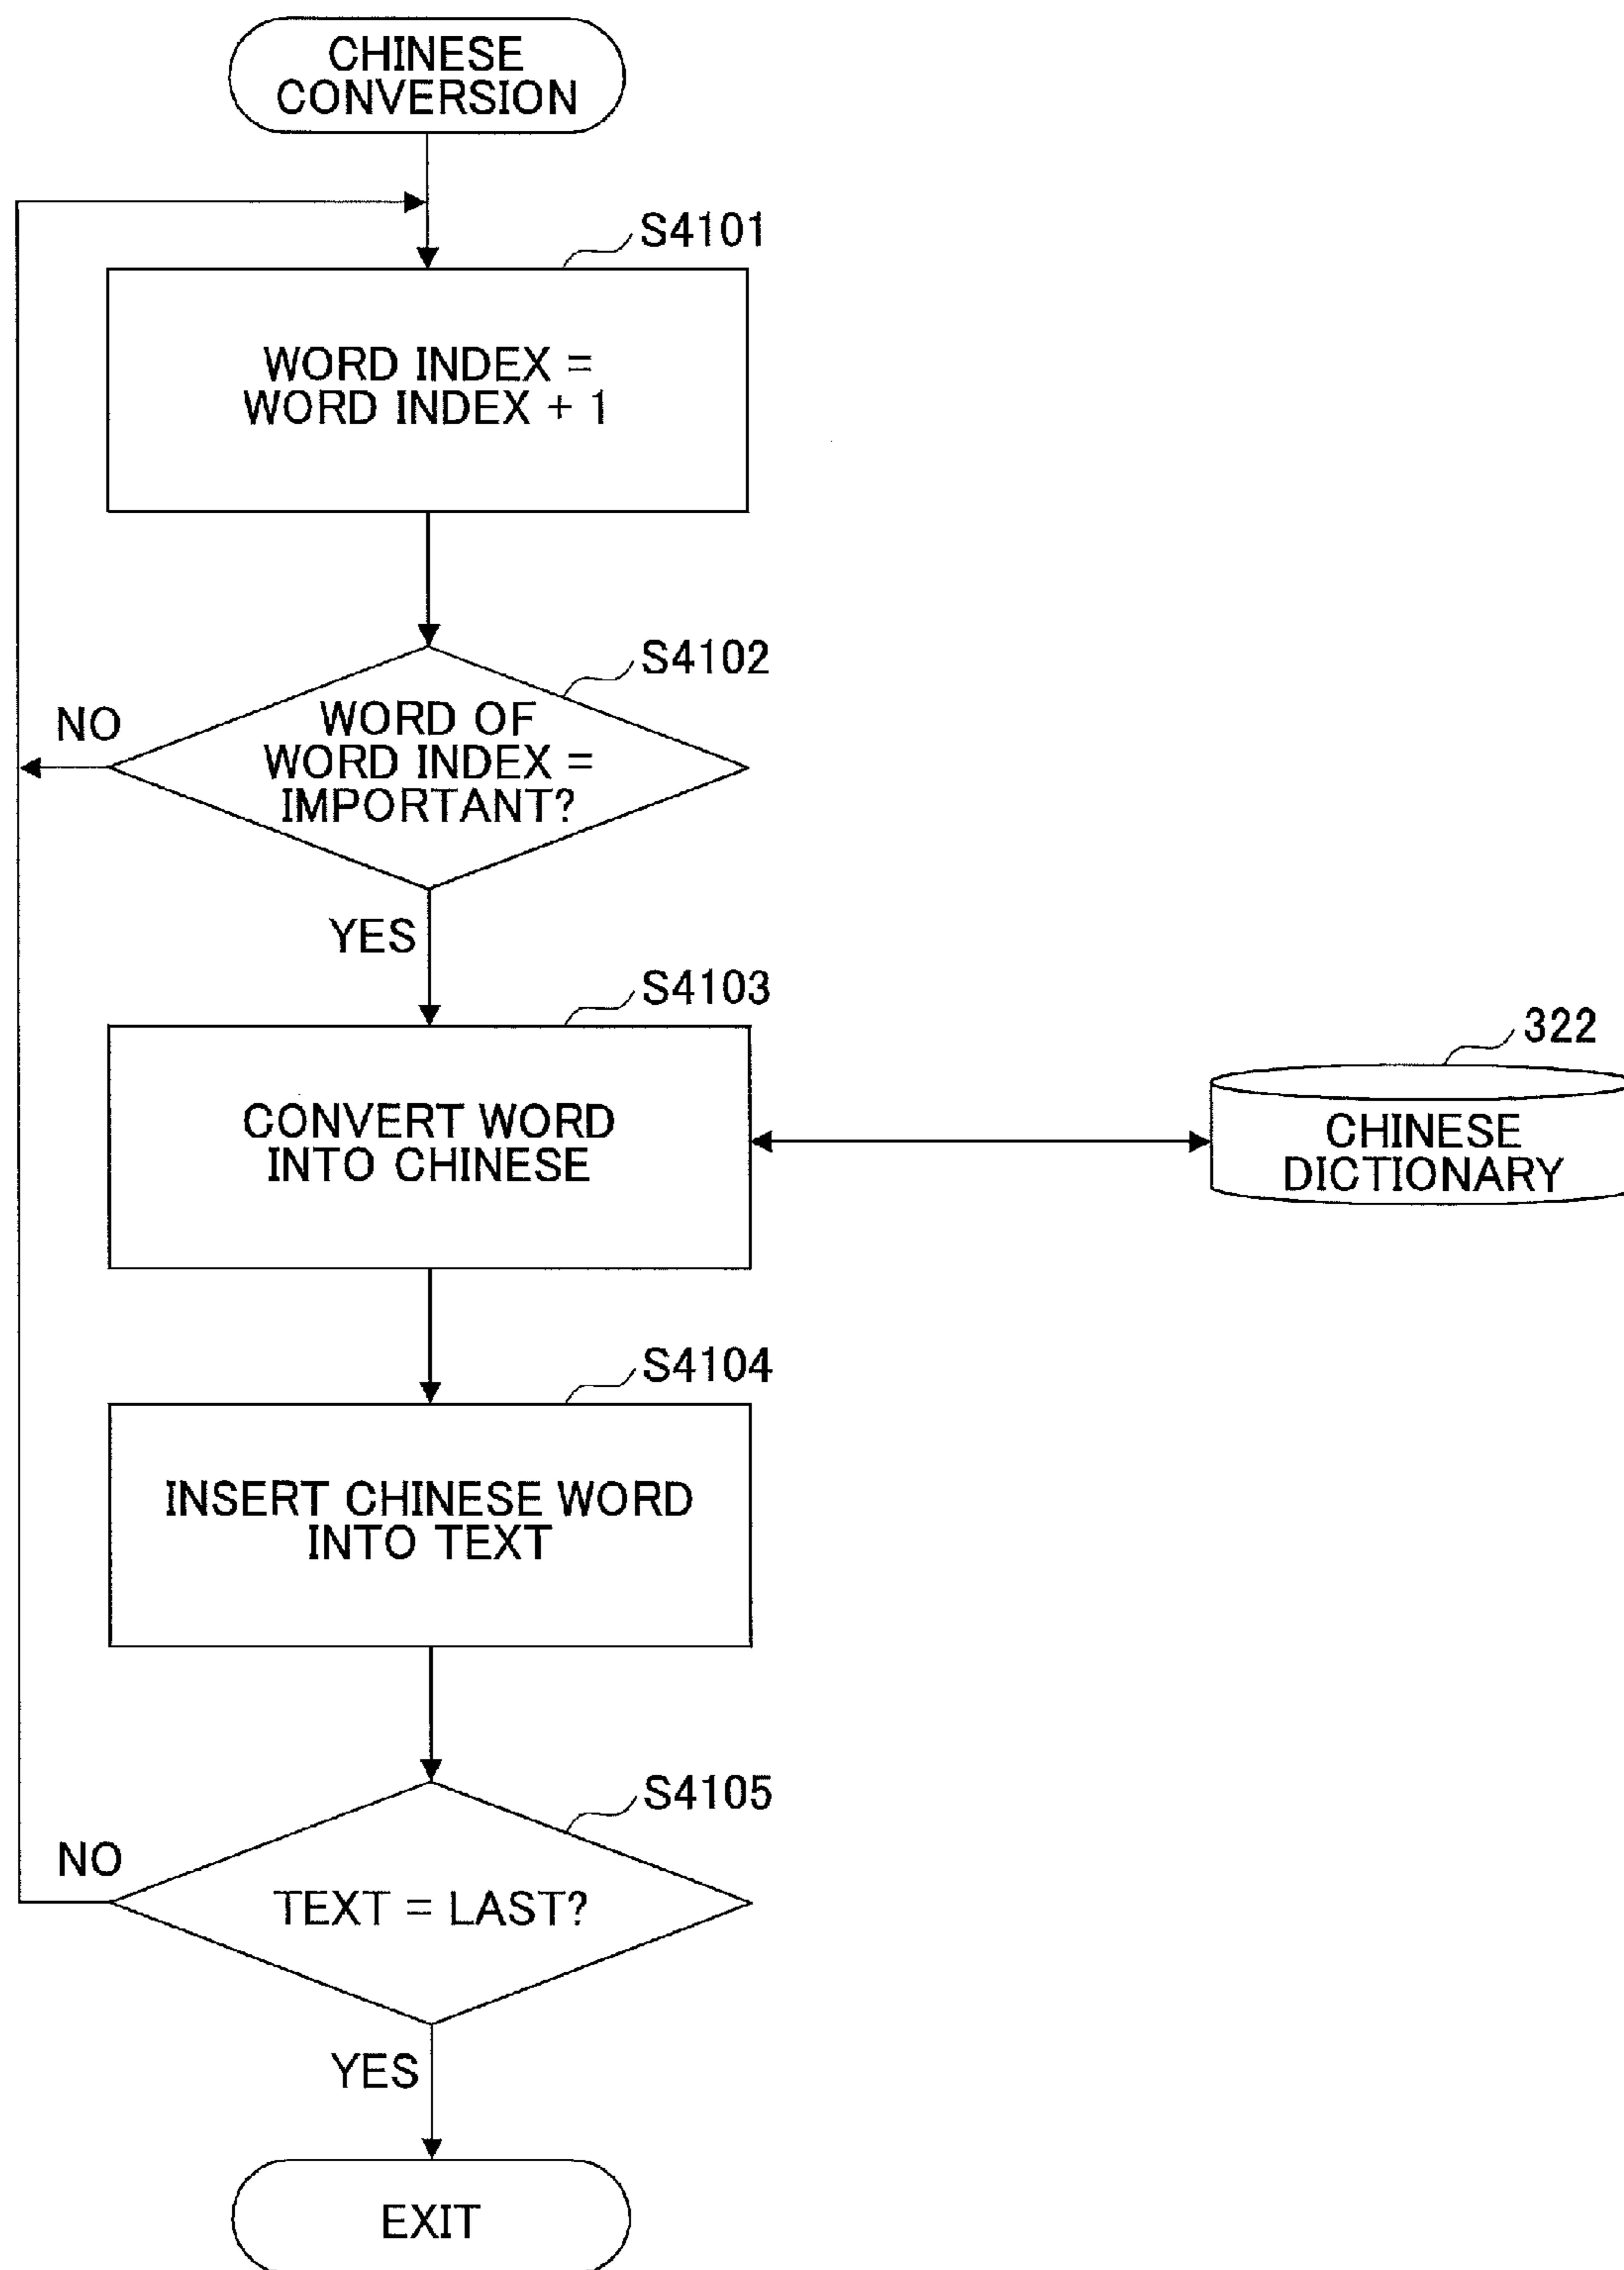 CHINESE
CONVERSION
S4101
WORD INDEX =
WORD INDEX + 1
S4102
NO
WORD OF
WORD INDEX =
IMPORTANT?
YES
S4103
CONVERT WORD
INTO CHINESE
322
CHINESE
DICTIONARY
S4104
INSERT CHINESE WORD
INTO TEXT
S4105
NO
TEXT = LAST?
YES
EXIT